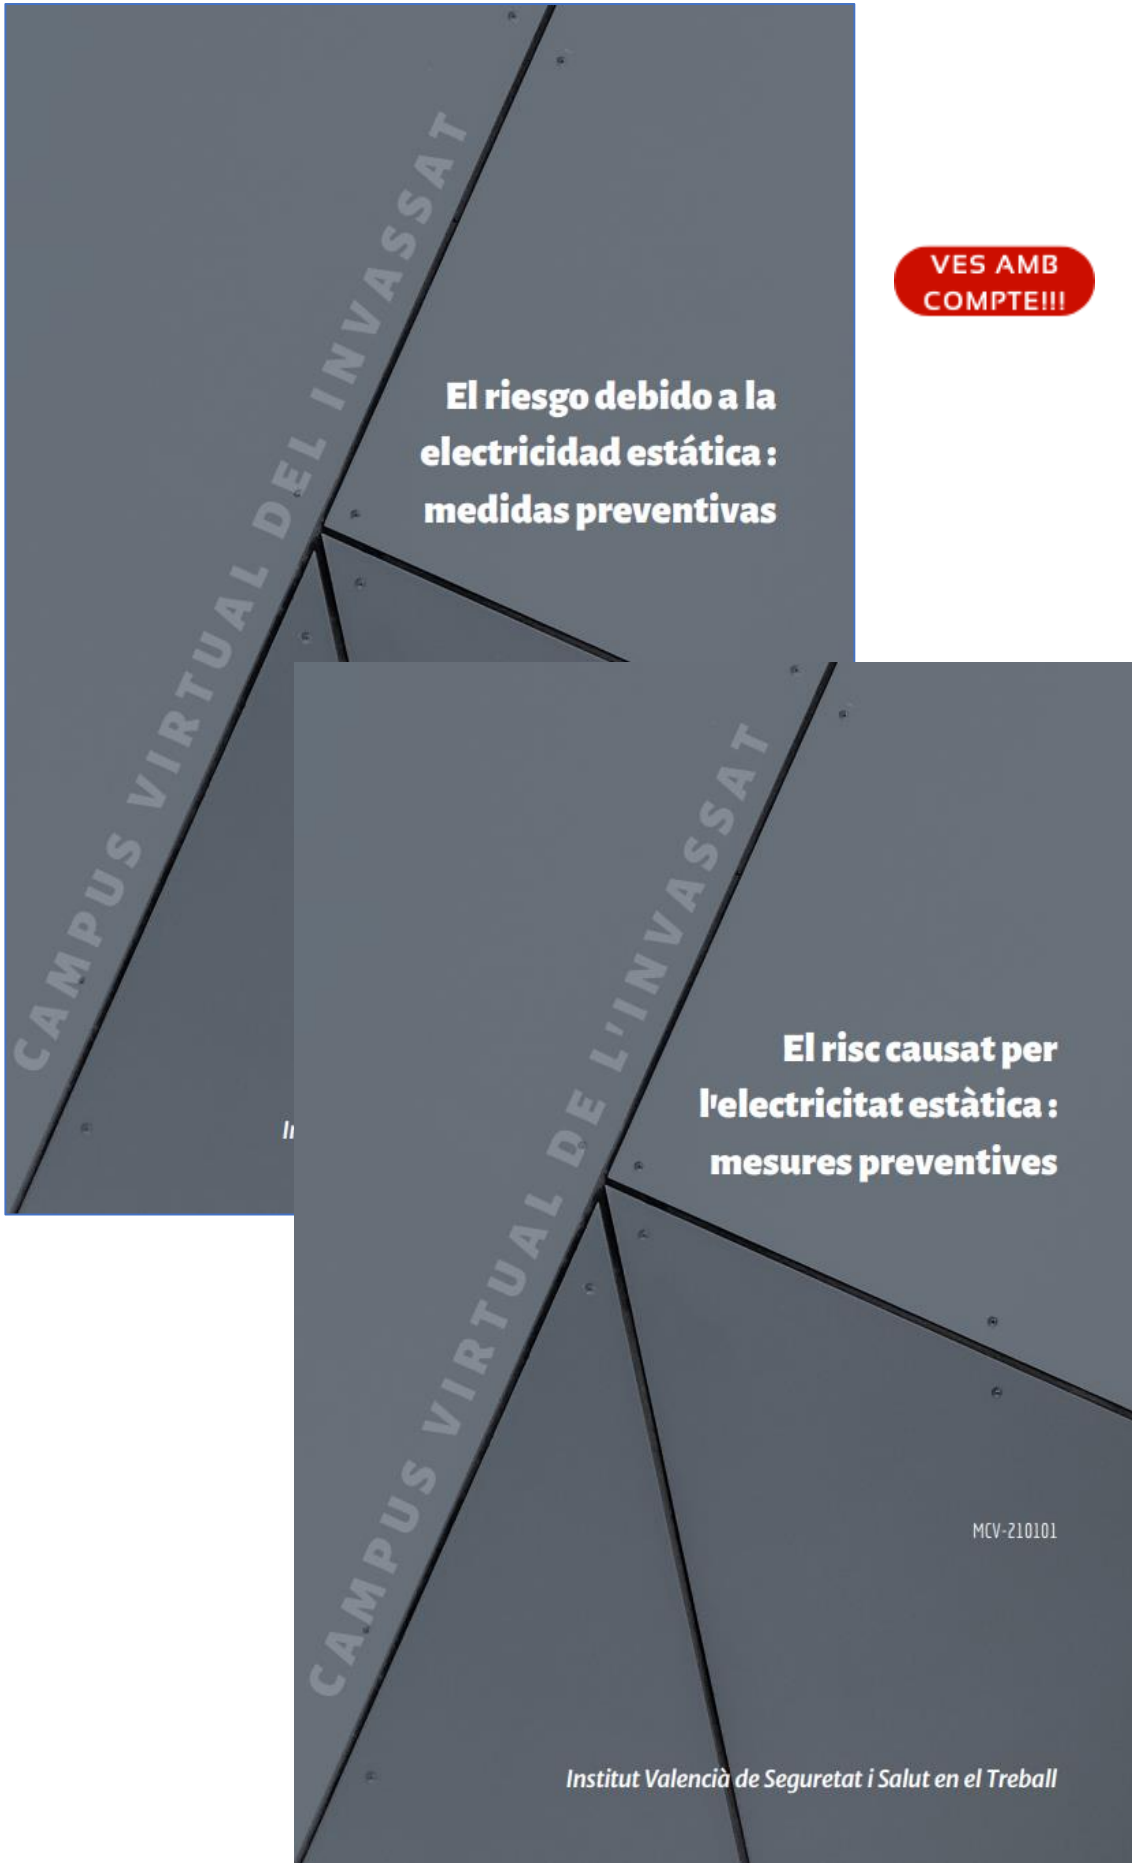 CAMPUS VIRTUAL DEL INVASSAT
El riesgo debido a la
electricidad estática :
medidas preventivas
VES AMB
COMPTE!!!
CAMPUS VIRTUAL DE L'INVASSAT
El risc causat per
l'electricitat estàtica :
mesures preventives
MCV-210101
Institut Valencià de Seguretat i Salut en el Treball